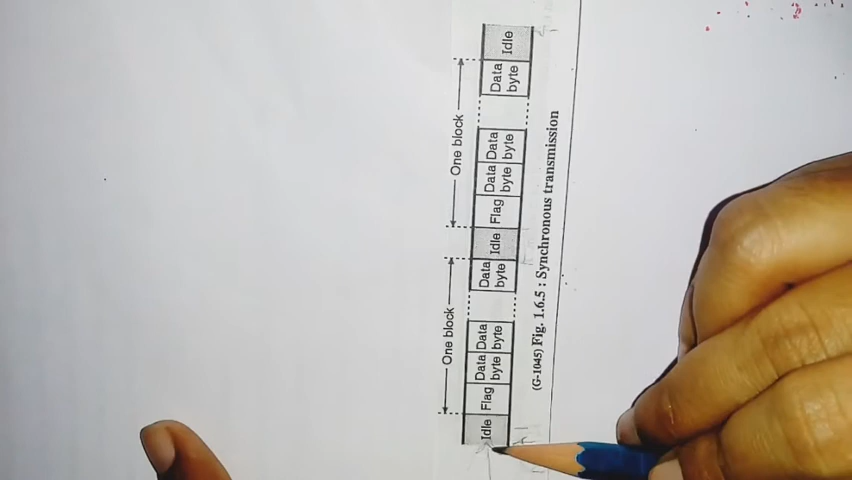 One block One block
Idle Flag Data byte Data byte Data byte Idle Flag Data byte Data byte Data byte Idle
(G-1045) Fig. 1.6.5 : Synchronous transmission